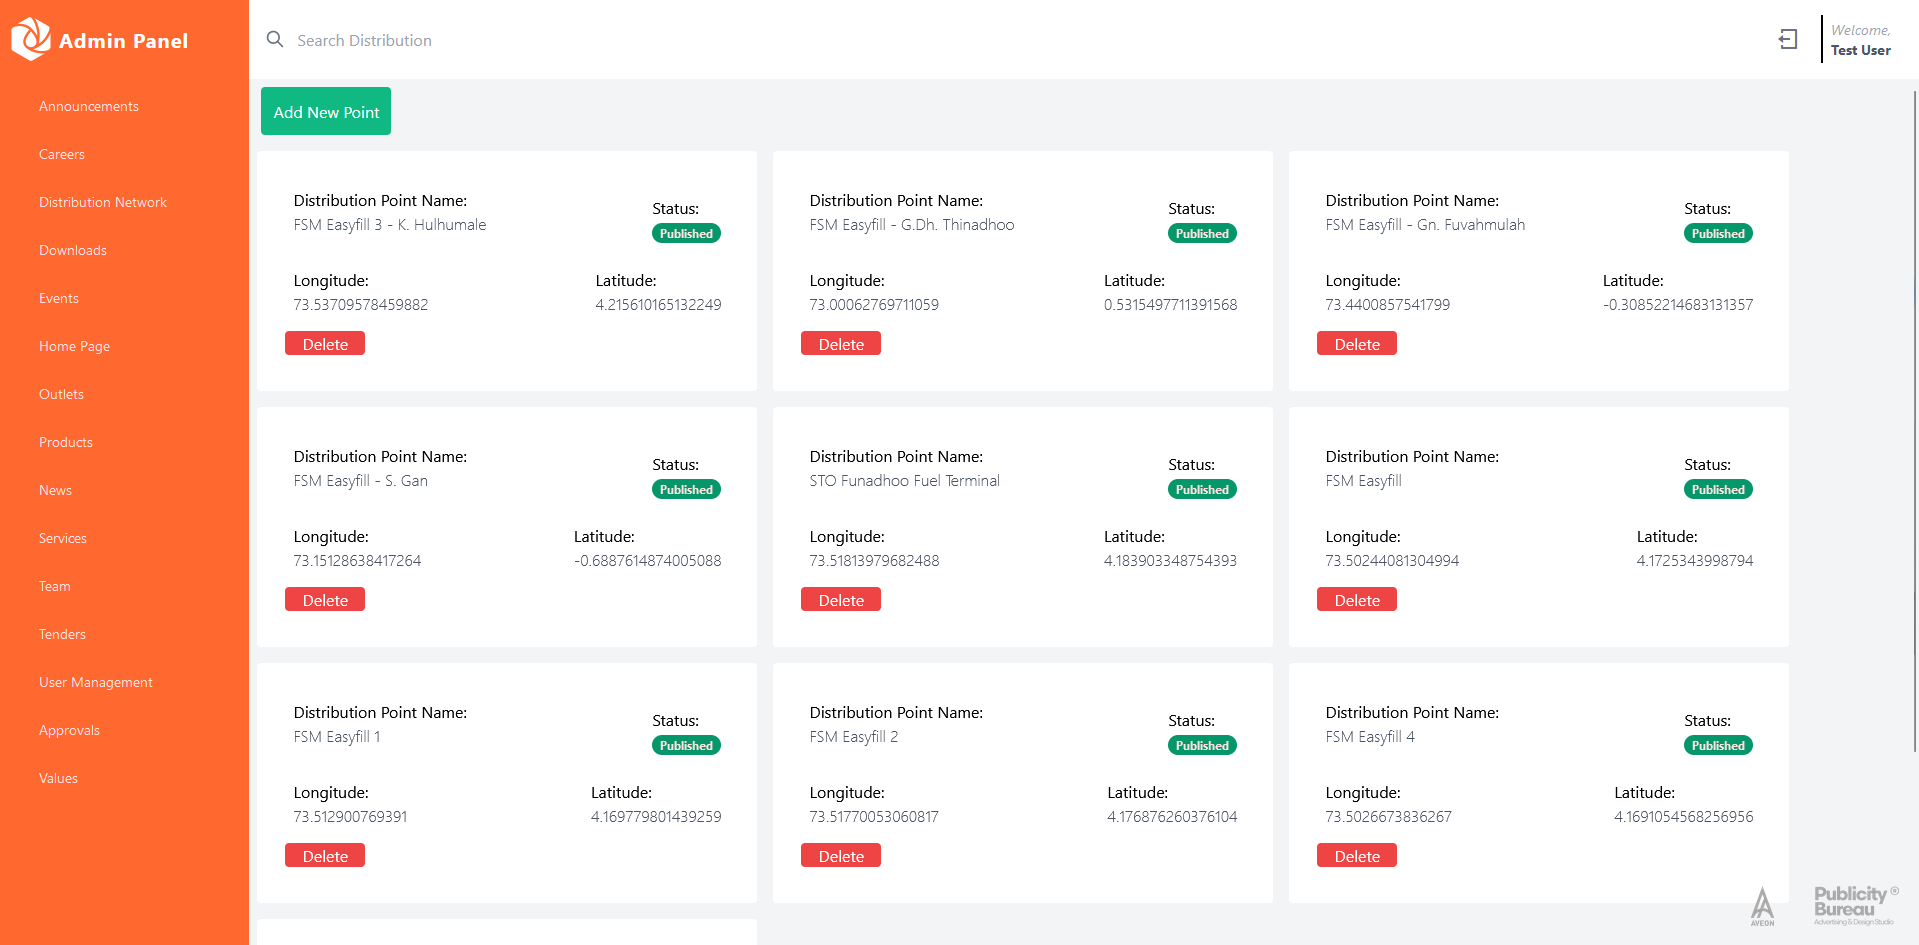 Admin Panel
Search Distribution
Welcome,
Test User
Announcements
Careers
Distribution Network
Downloads
Events
Home Page
Outlets
Products
News
Services
Team
Tenders
User Management
Approvals
Values
Add New Point
Distribution Point Name:
FSM Easyfill 3 - K. Hulhumale
Status:
Published
Longitude:
73.53709578459882
Latitude:
4.215610165132249
Delete
Distribution Point Name:
FSM Easyfill - G.Dh. Thinadhoo
Status:
Published
Longitude:
73.00062769711059
Latitude:
0.5315497711391568
Delete
Distribution Point Name:
FSM Easyfill - Gn. Fuvahmulah
Status:
Published
Longitude:
73.4400857541799
Latitude:
-0.30852214683131357
Delete
Distribution Point Name:
FSM Easyfill - S. Gan
Status:
Published
Longitude:
73.15128638417264
Latitude:
-0.6887614874005088
Delete
Distribution Point Name:
STO Funadhoo Fuel Terminal
Status:
Published
Longitude:
73.51813979682488
Latitude:
4.183903348754393
Delete
Distribution Point Name:
FSM Easyfill
Status:
Published
Longitude:
73.50244081304994
Latitude:
4.1725343998794
Delete
Distribution Point Name:
FSM Easyfill 1
Status:
Published
Longitude:
73.512900769391
Latitude:
4.169779801439259
Delete
Distribution Point Name:
FSM Easyfill 2
Status:
Published
Longitude:
73.51770053060817
Latitude:
4.176876260376104
Delete
Distribution Point Name:
FSM Easyfill 4
Status:
Published
Longitude:
73.5026673836267
Latitude:
4.1691054568256956
Delete
AVEON
Publicity ®
Bureau
Advertising & Design Studio